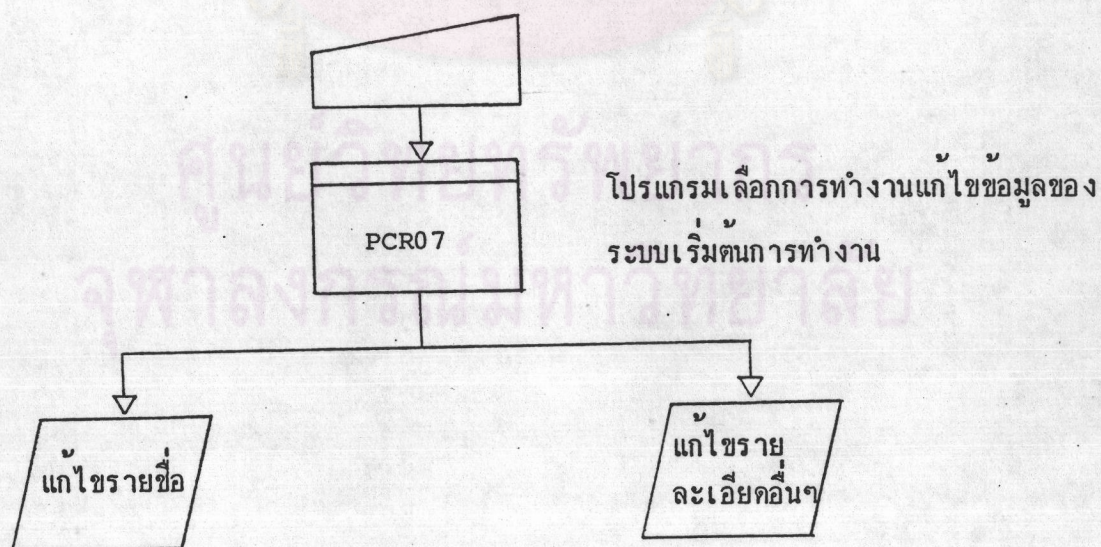 ศูนย์วิทยทรัพยากร
จุฬาลงกรณ์มหาวิทยาลัย
PCR07
โปรแกรมเลือกการทำงานแก้ไขข้อมูลของ
ระบบเริ่มต้นการทำงาน
แก้ไขรายชื่อ
แก้ไขราย
ละเอียดอื่นๆ